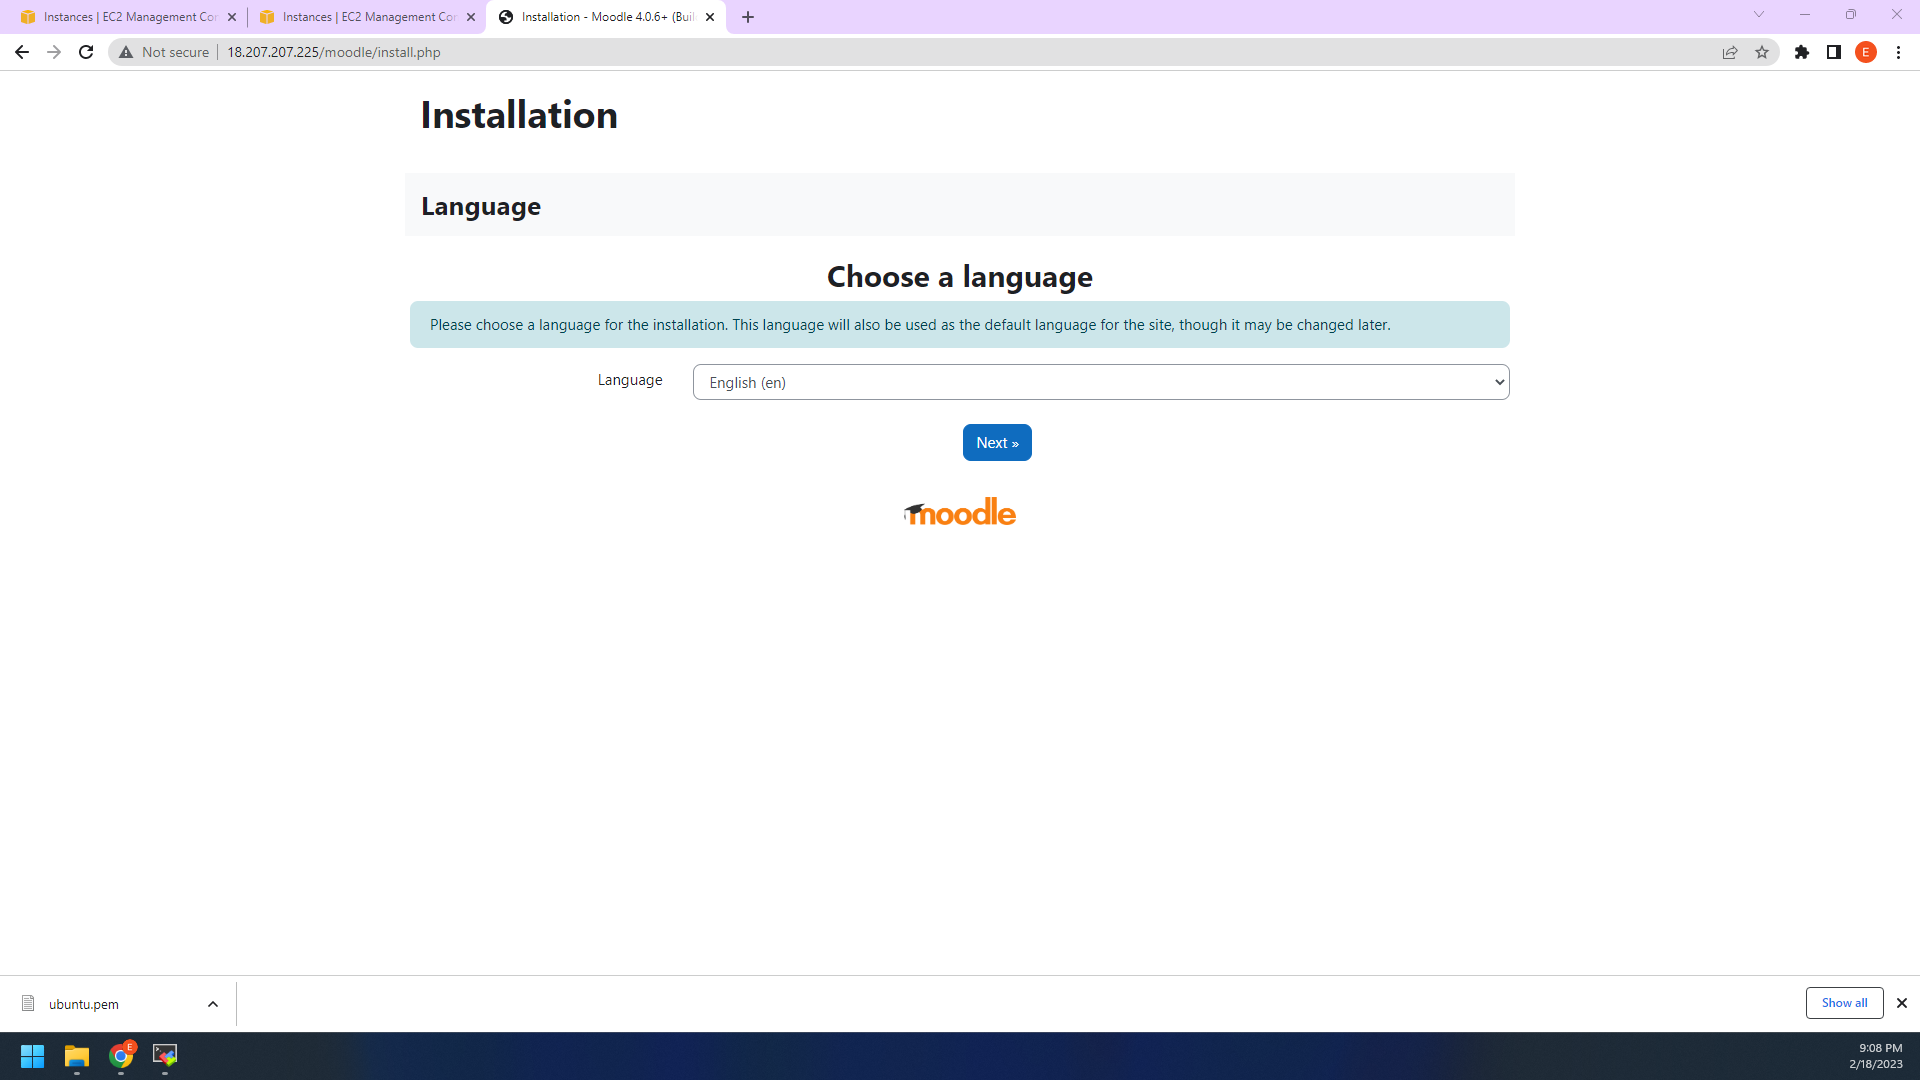 Instances | EC2 Management Con
Instances | EC2 Management Con
Installation - Moodle 4.0.6+ (Buil
Not secure
18.207.207.225/moodle/install.php
E
Installation
Language
Choose a language
Please choose a language for the installation. This language will also be used as the default language for the site, though it may be changed later.
Language
English (en)
Next »
moodle
ubuntu.pem
Show all
E
9:08 PM
2/18/2023